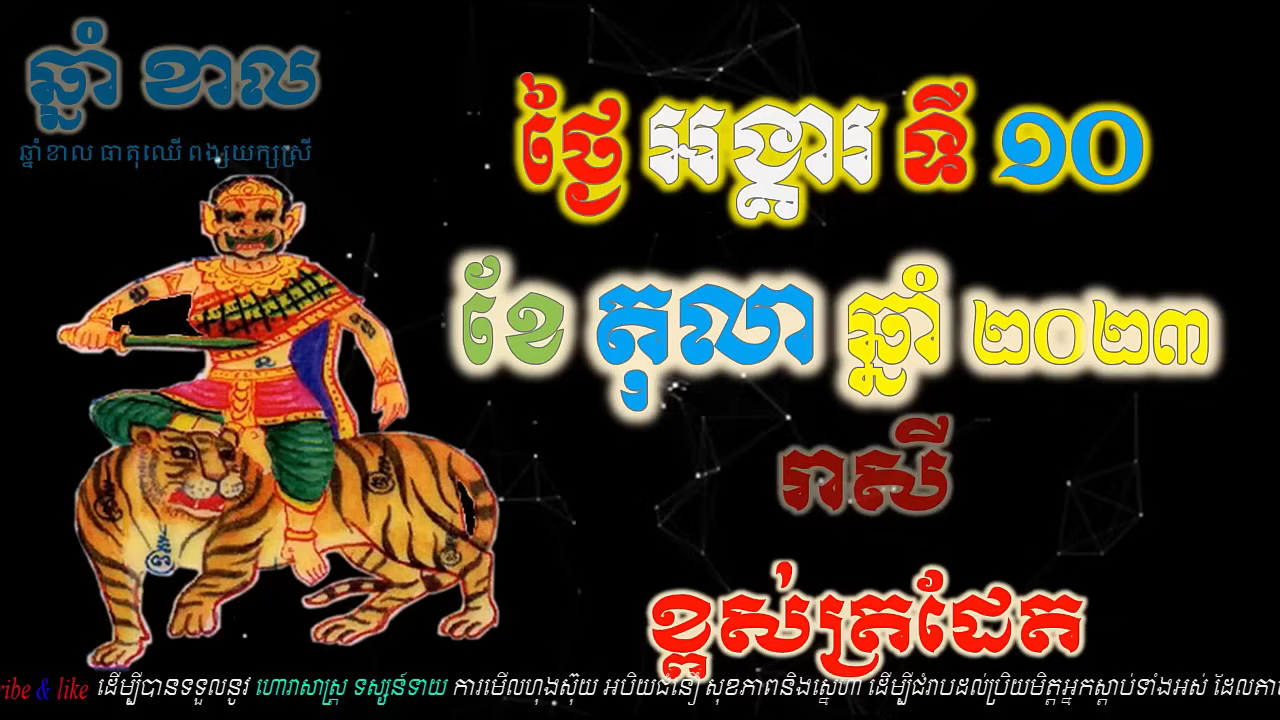 ឆ្នាំ ខាល
ឆ្នាំខាល ធាតុឈើ ពង្សយក្សស្រី
ថ្ងៃ អង្គារ ទី ១០
ខែ តុលា ឆ្នាំ ២០២៣
រាសី
ខ្ពស់ត្រដែត
ribe & like ដើម្បីបានទទួលនូវ ហោរាសាស្ត្រ ទស្សន៍ទាយ ការមើលហុងស៊ុយ អបិយជំនឿ សុខភាពនិងស្នេហា ដើម្បីជំរាបដល់ប្រិយមិត្តអ្នកស្តាប់ទាំងអស់ ដែលតា